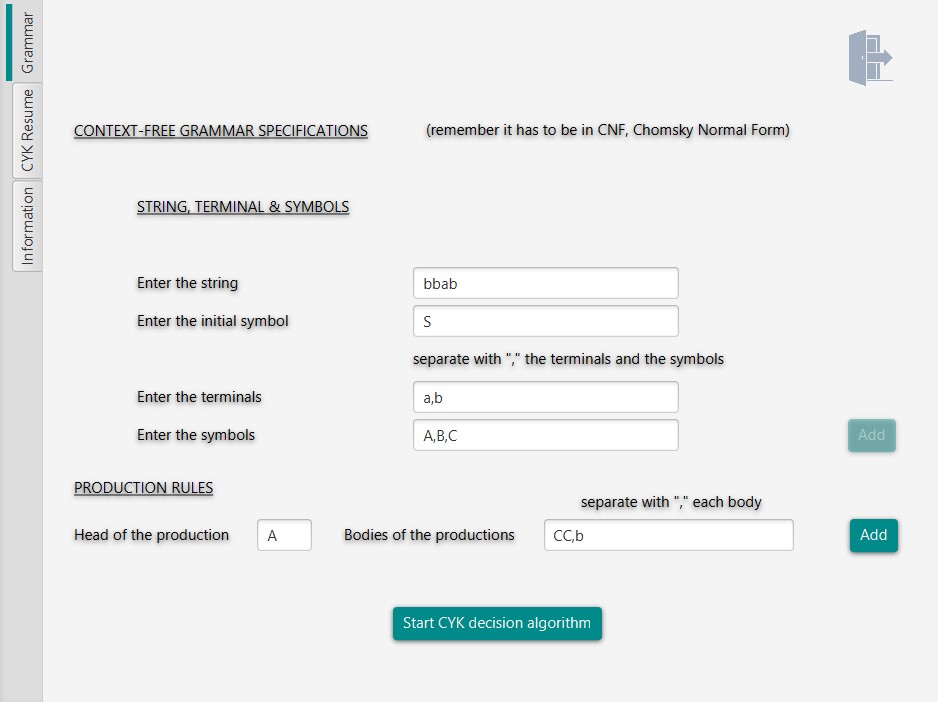 Grammar
CYK Resume
Information
CONTEXT-FREE GRAMMAR SPECIFICATIONS (remember it has to be in CNF, Chomsky Normal Form)
STRING, TERMINAL & SYMBOLS
Enter the string bbab
Enter the initial symbol S
separate with "," the terminals and the symbols
Enter the terminals a,b
Enter the symbols A,B,C Add
PRODUCTION RULES
separate with "," each body
Head of the production A Bodies of the productions CC,b Add
Start CYK decision algorithm